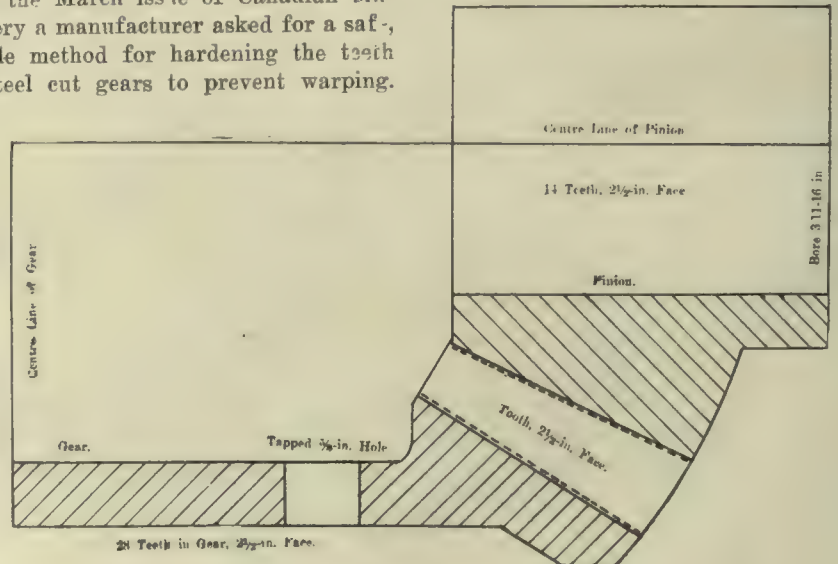 the March issue of Canadian
ery a manufacturer asked for a saf-,
le method for hardening the teeth
teel cut gears to prevent warping.
Centre Line of Pinion
14 Teeth, 2½-in. Face
Bore 3 11-16 in
Pinion.
Centre Line of Gear
Tooth, 2½-in. Face.
Gear.
Tapped ⅝-in. Hole
28 Teeth in Gear, 2½-in. Face.